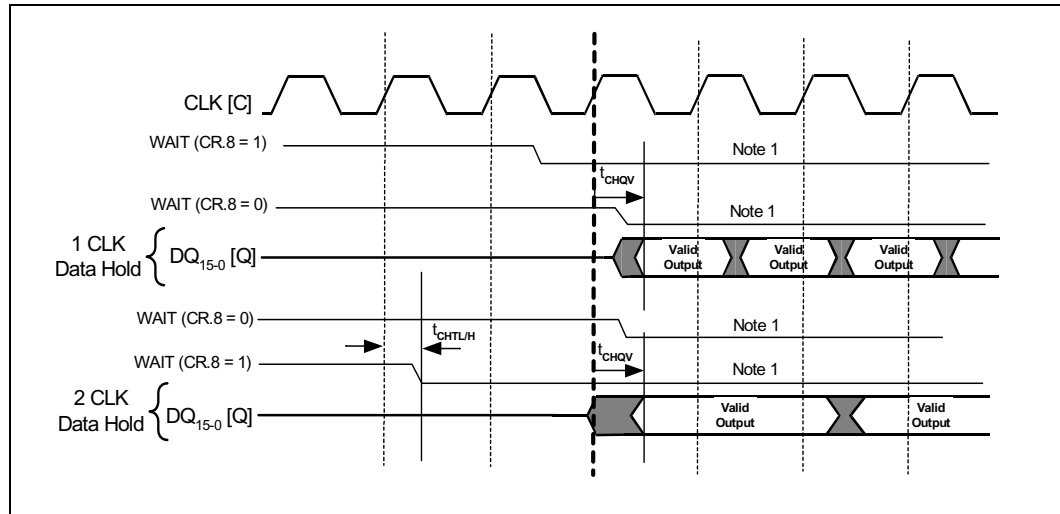 CLK [C]
WAIT (CR.8 = 1)
Note 1
tCHQV
WAIT (CR.8 = 0)
Note 1
1 CLK
Data Hold
DQ15-0 [Q]
Valid
Output
Valid
Output
Valid
Output
WAIT (CR.8 = 0)
tCHTL/H
Note 1
tCHQV
WAIT (CR.8 = 1)
Note 1
2 CLK
Data Hold
DQ15-0 [Q]
Valid
Output
Valid
Output